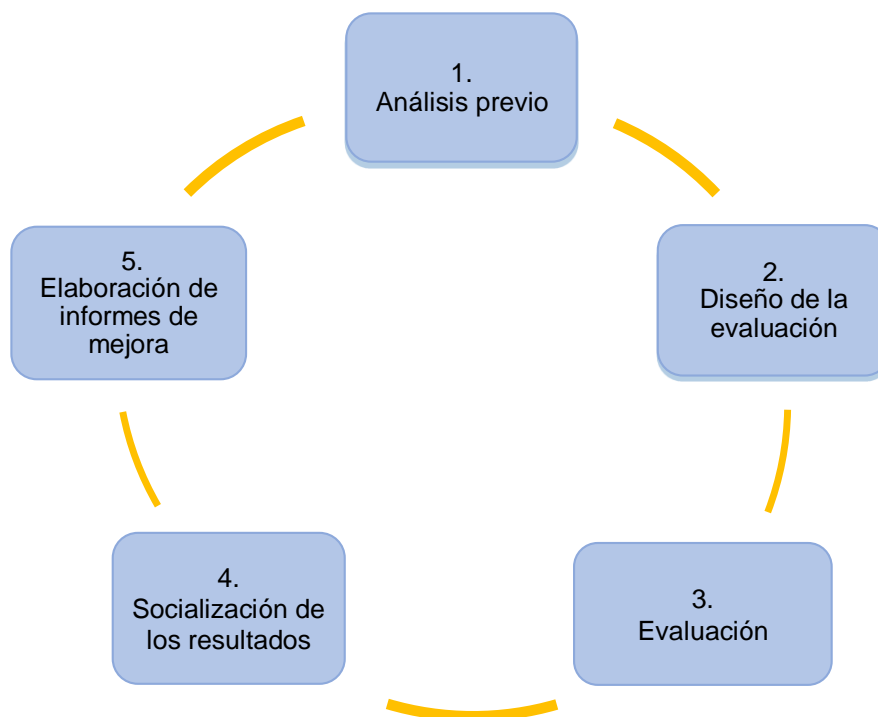 1.
Análisis previo
2.
Diseño de la
evaluación
3.
Evaluación
4.
Socialización de
los resultados
5.
Elaboración de
informes de
mejora